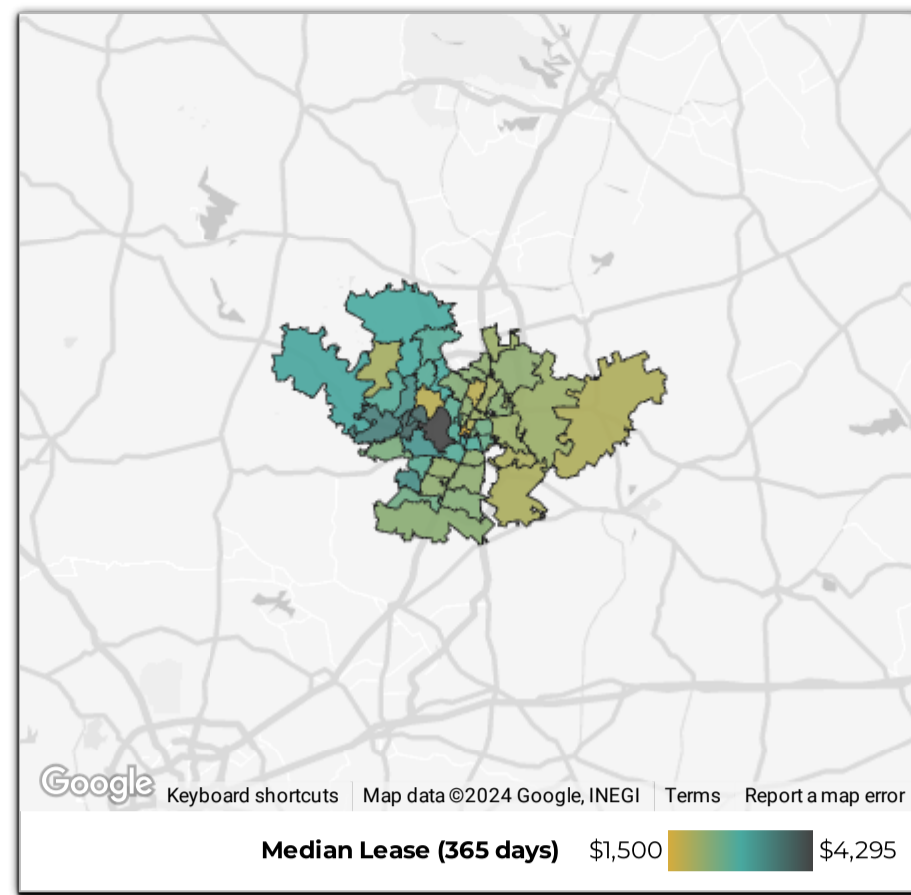 Google
Keyboard shortcuts
Map data ©2024 Google, INEGI
Terms
Report a map error
Median Lease (365 days) $1,500 $4,295